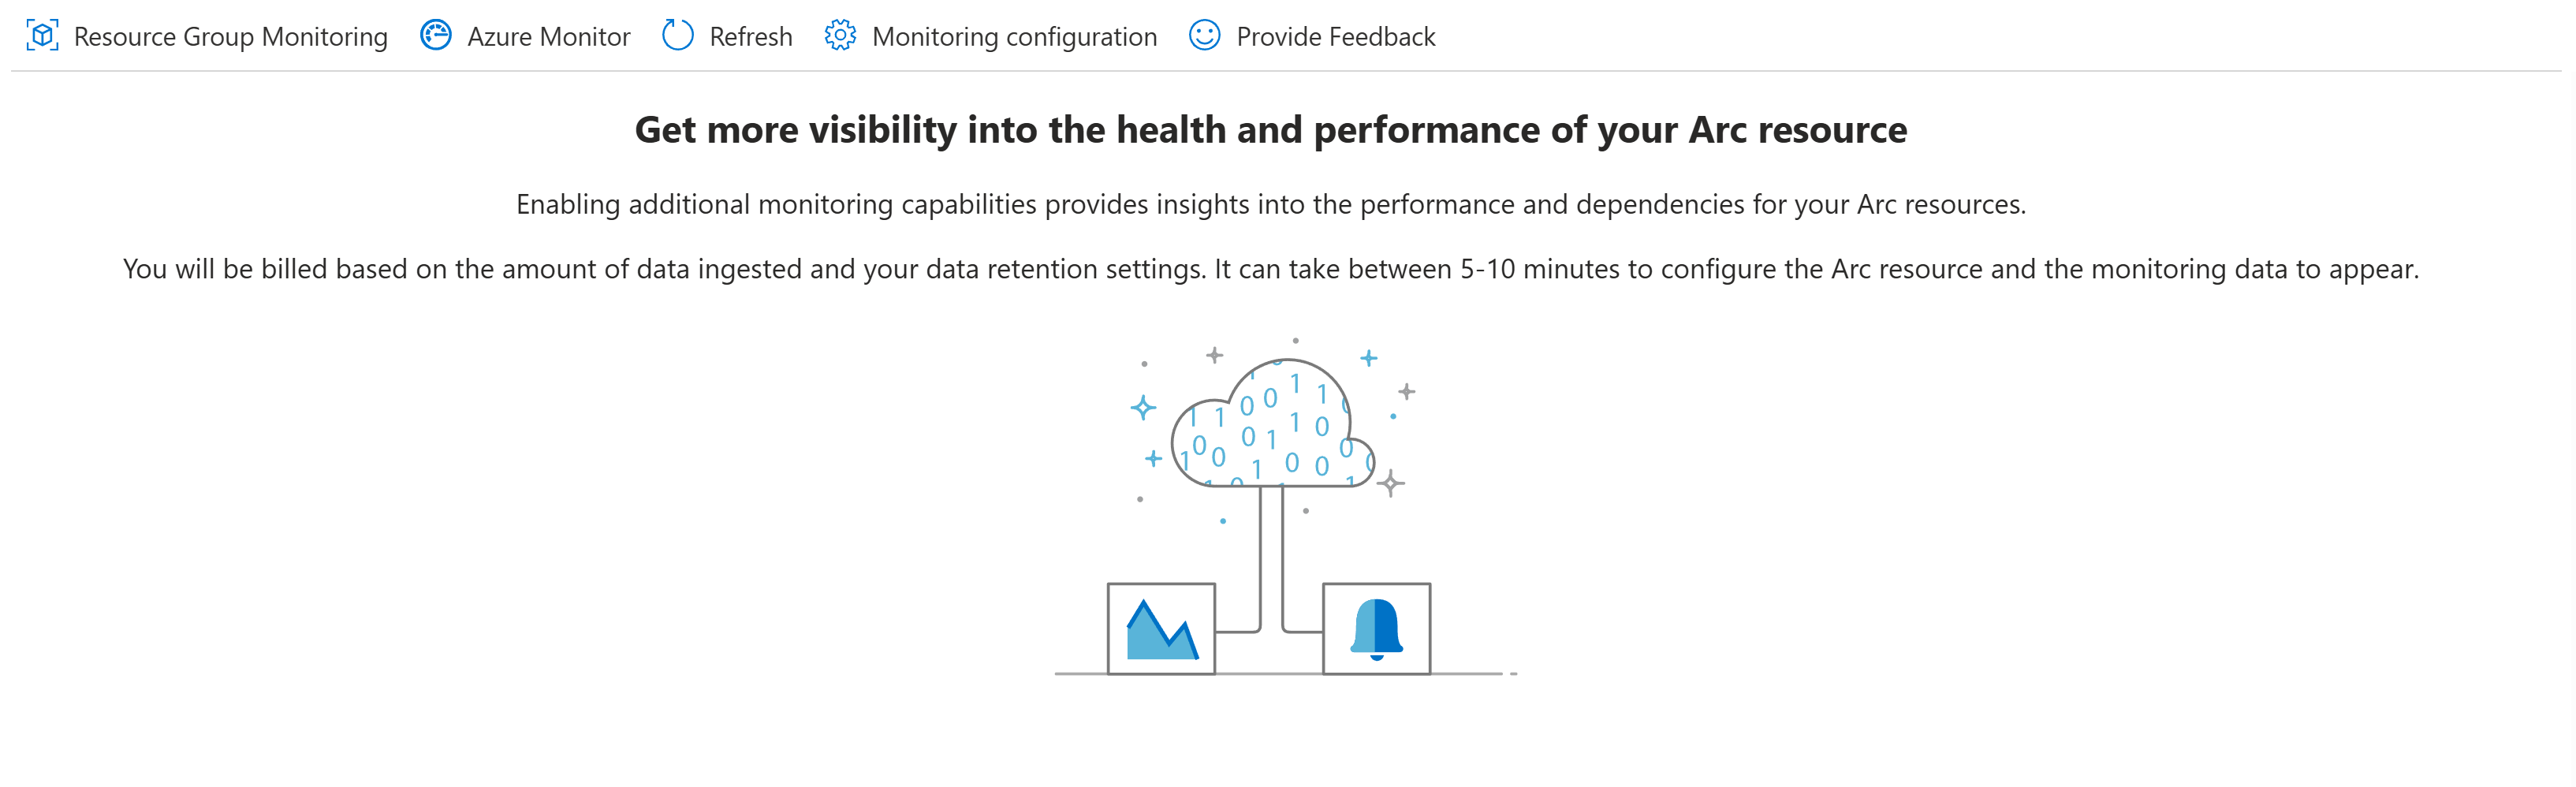 Resource Group Monitoring Azure Monitor Refresh Monitoring configuration Provide Feedback
Get more visibility into the health and performance of your Arc resource
Enabling additional monitoring capabilities provides insights into the performance and dependencies for your Arc resources.
You will be billed based on the amount of data ingested and your data retention settings. It can take between 5-10 minutes to configure the Arc resource and the monitoring data to appear.